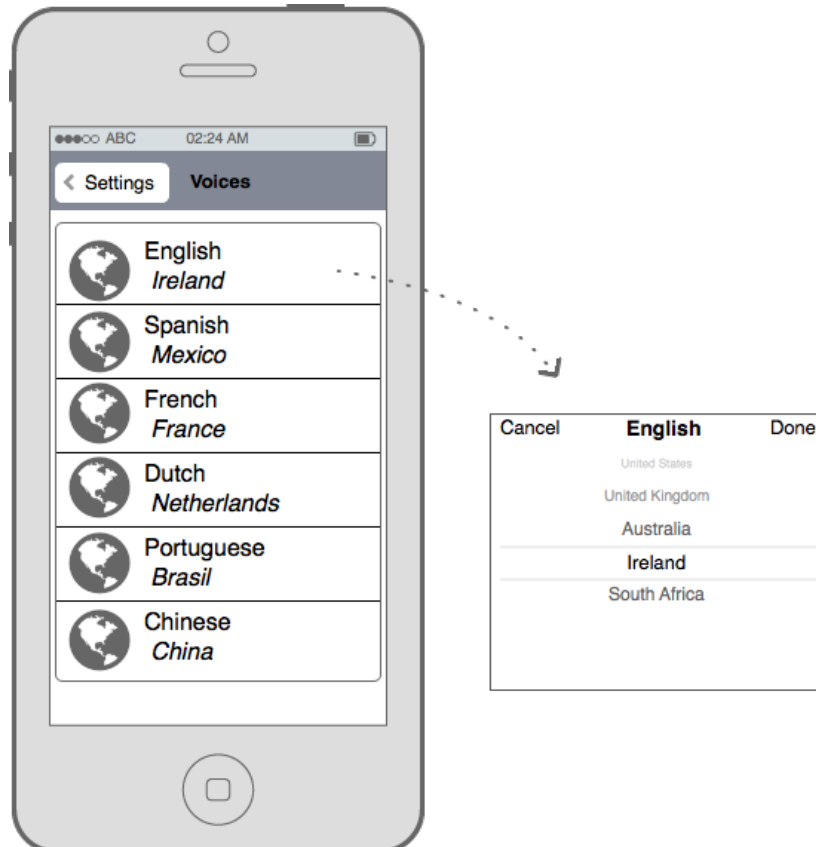 ABC 02:24 AM
Settings Voices
English
Ireland
Spanish
Mexico
French
France
Dutch
Netherlands
Portuguese
Brasil
Chinese
China
Cancel English Done
United States
United Kingdom
Australia
Ireland
South Africa